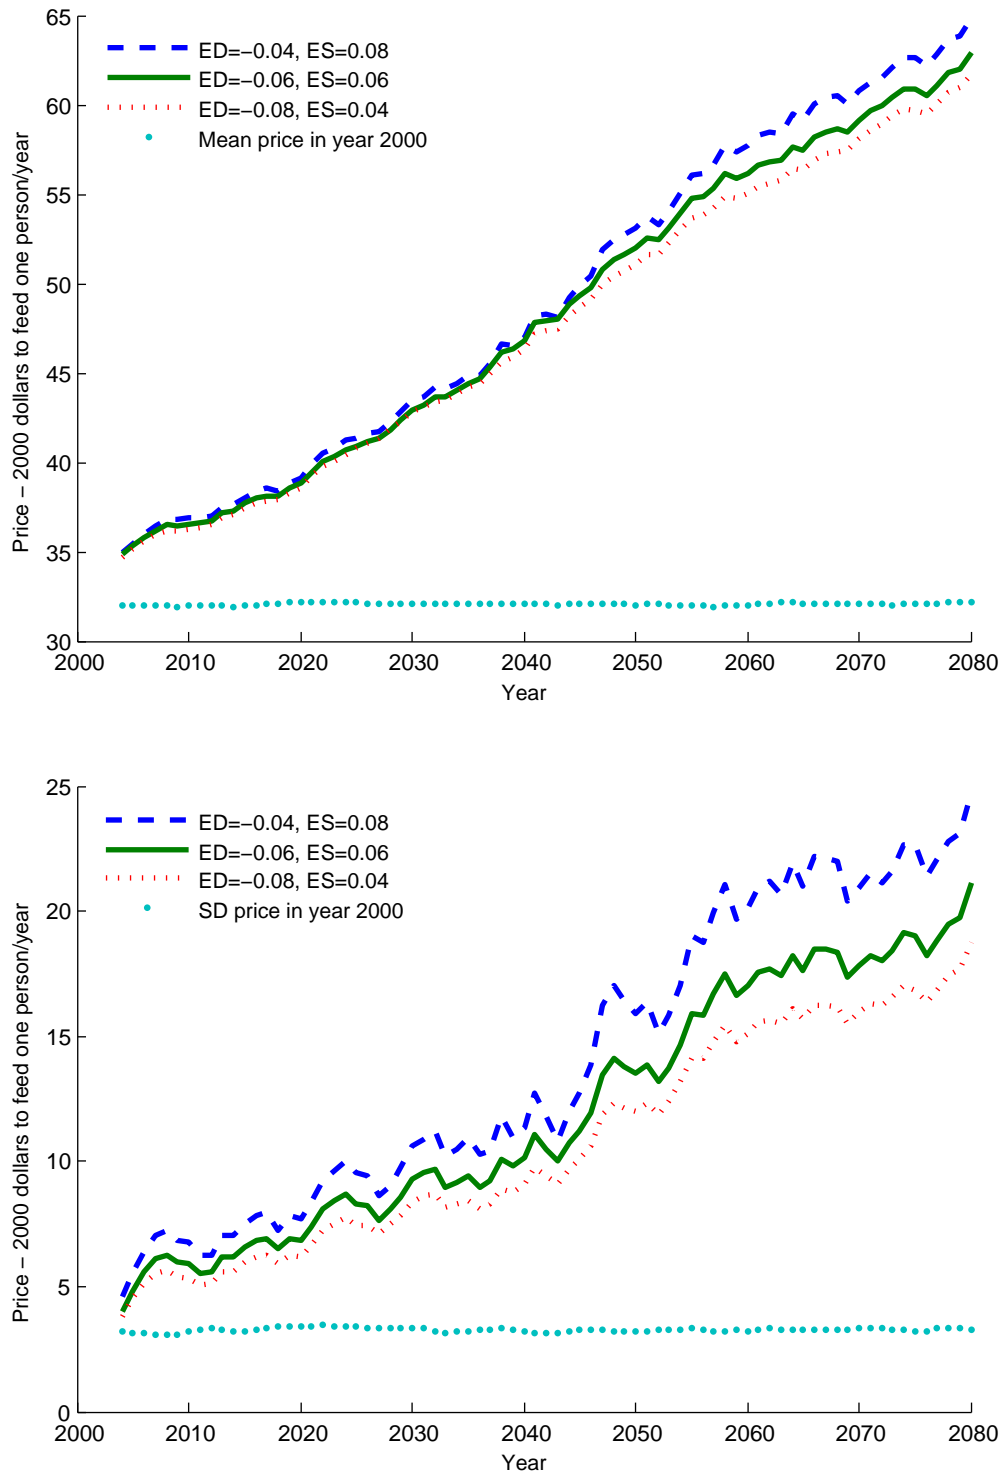 65
60
55
50
45
40
35
30
Price − 2000 dollars to feed one person/year
ED=−0.04, ES=0.08
ED=−0.06, ES=0.06
ED=−0.08, ES=0.04
Mean price in year 2000
2000 2010 2020 2030 2040 2050 2060 2070 2080
Year
25
20
15
10
5
0
Price − 2000 dollars to feed one person/year
ED=−0.04, ES=0.08
ED=−0.06, ES=0.06
ED=−0.08, ES=0.04
SD price in year 2000
2000 2010 2020 2030 2040 2050 2060 2070 2080
Year